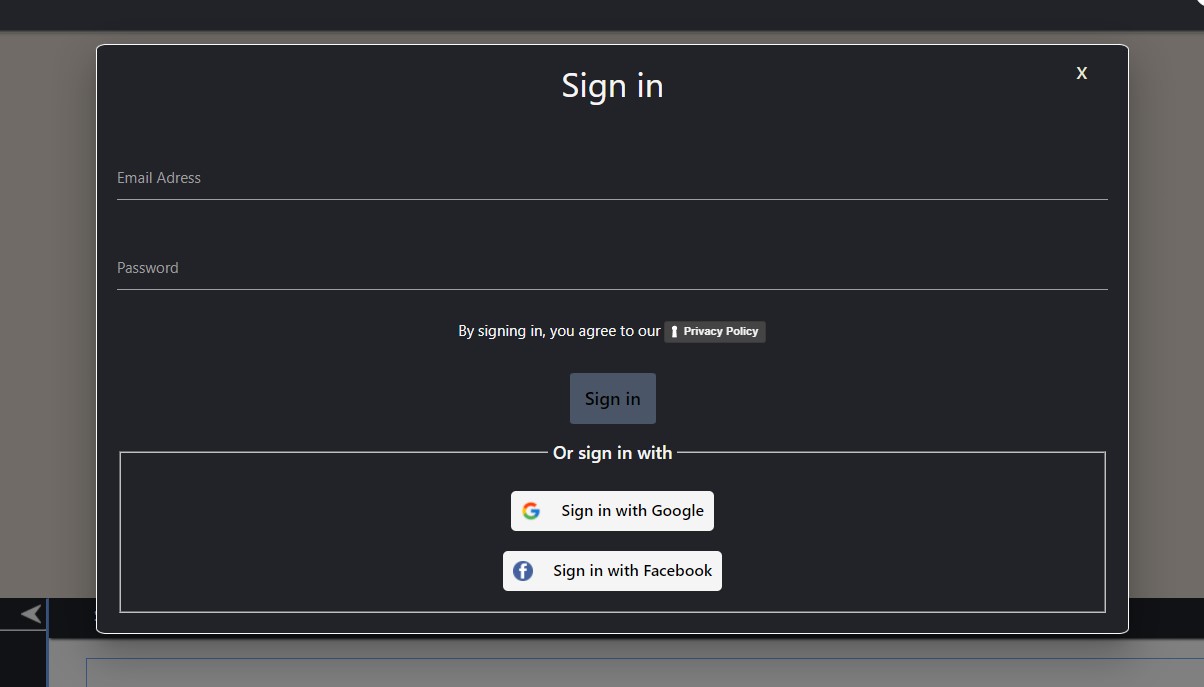 Sign in
X
Email Adress
Password
By signing in, you agree to our Privacy Policy
Sign in
Or sign in with
Sign in with Google
Sign in with Facebook